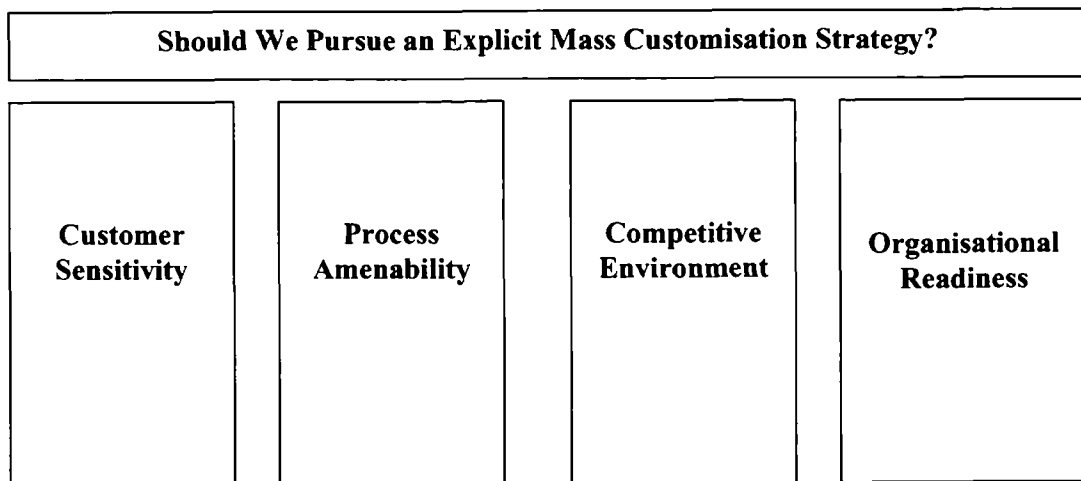 Should We Pursue an Explicit Mass Customisation Strategy?
Customer
Sensitivity
Process
Amenability
Competitive
Environment
Organisational
Readiness